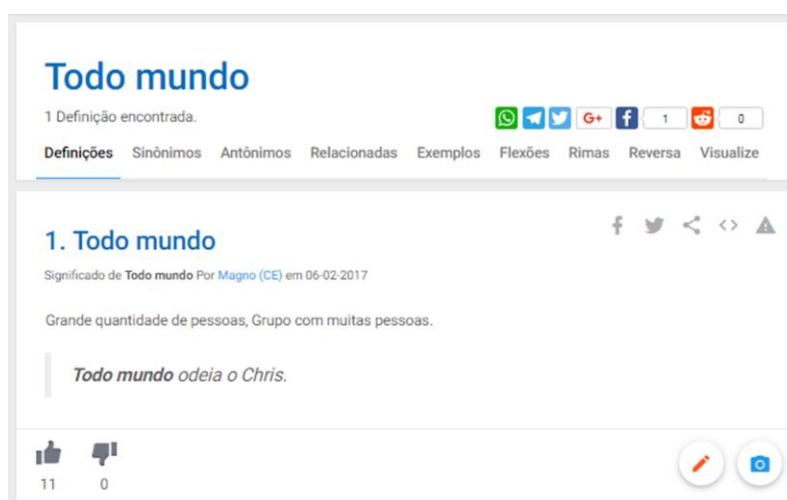 Todo mundo
1 Definição encontrada.
G+ 1 0
Definições Sinônimos Antônimos Relacionadas Exemplos Flexões Rimas Reversa Visualize
1. Todo mundo
Significado de Todo mundo Por Magno (CE) em 06-02-2017
Grande quantidade de pessoas, Grupo com muitas pessoas.
Todo mundo odeia o Chris.
11 0